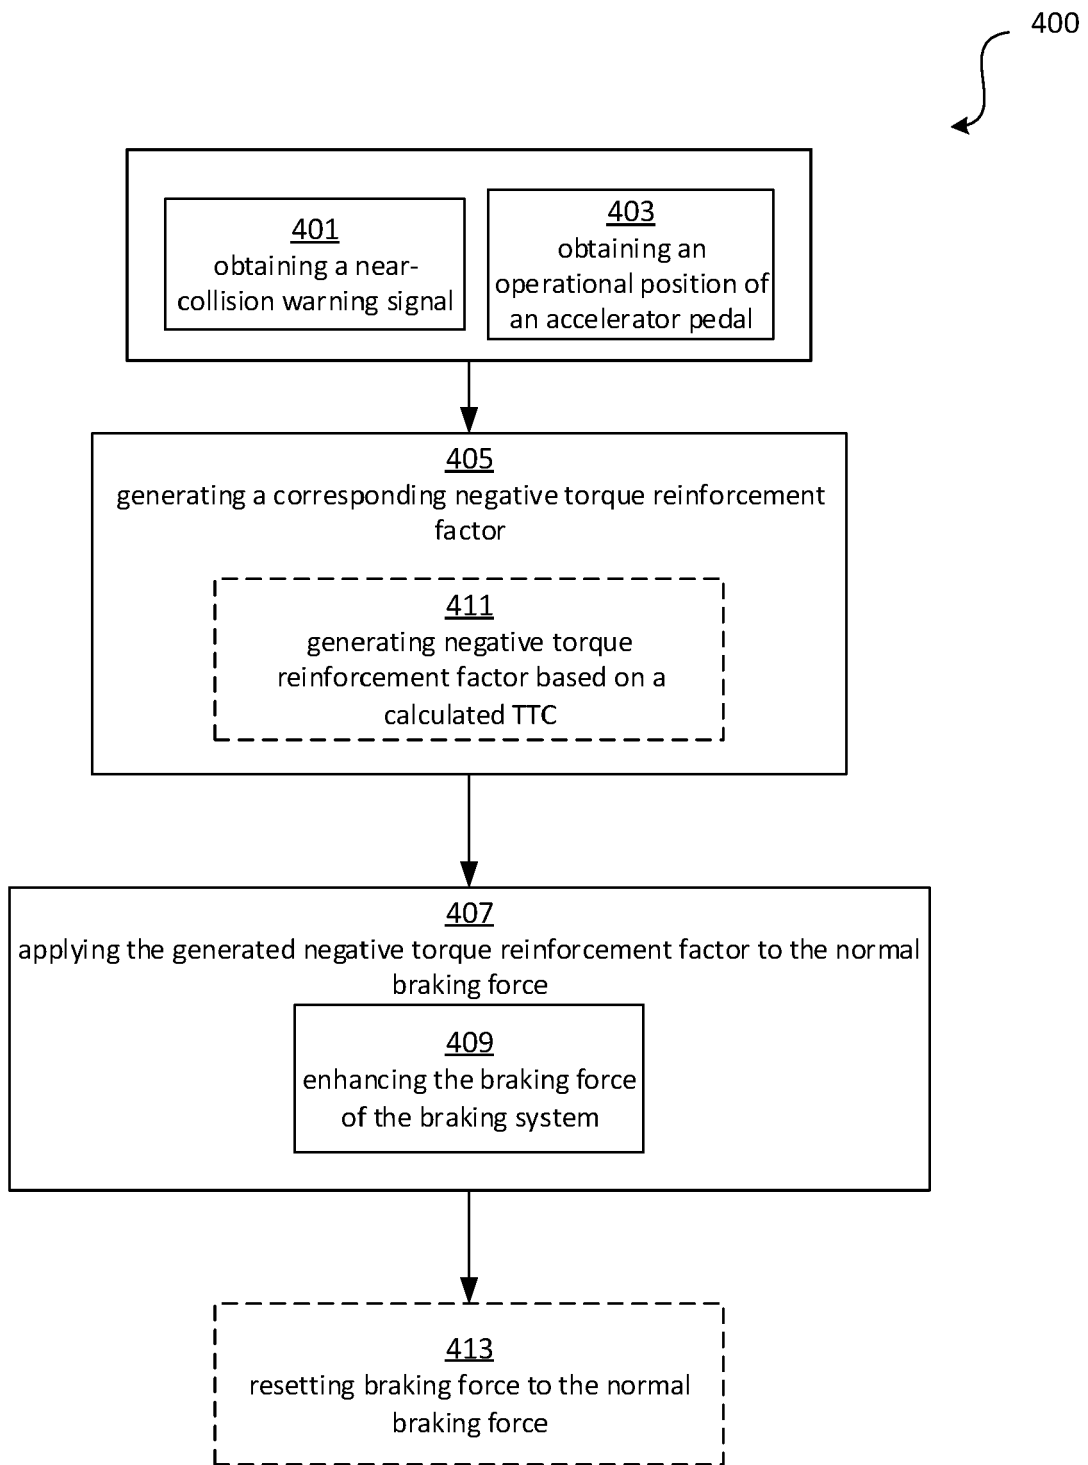 400
401
obtaining a near-
collision warning signal
403
obtaining an
operational position of
an accelerator pedal
405
generating a corresponding negative torque reinforcement
factor
411
generating negative torque
reinforcement factor based on a
calculated TTC
407
applying the generated negative torque reinforcement factor to the normal
braking force
409
enhancing the braking force
of the braking system
413
resetting braking force to the normal
braking force